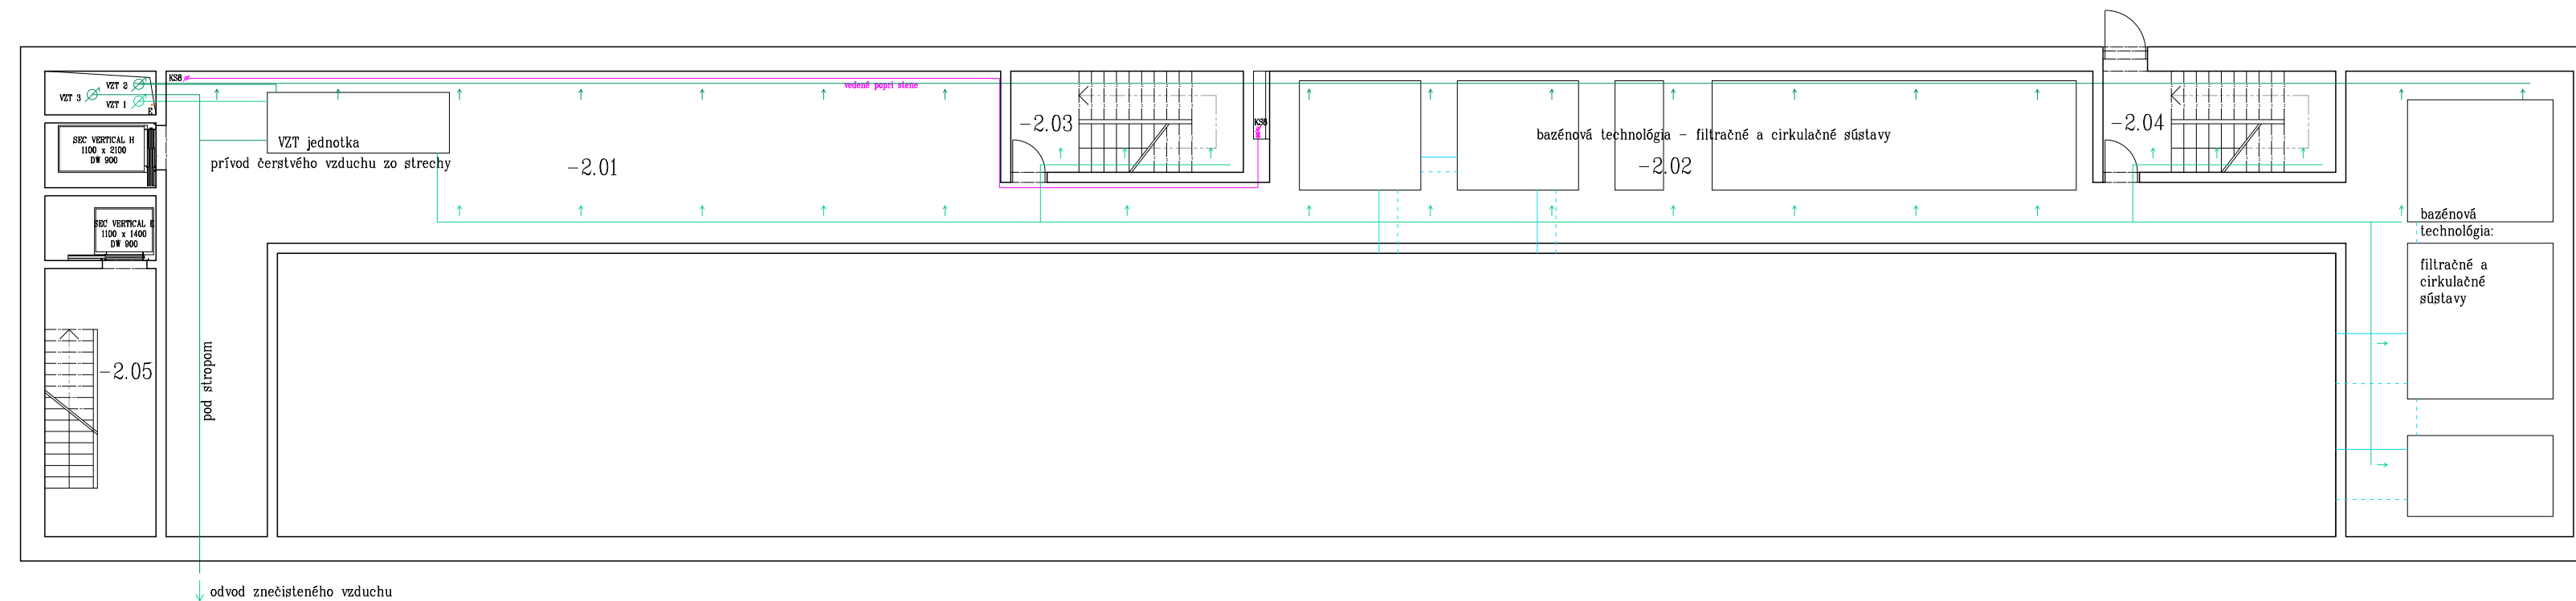 KS8
VZT 2
VZT 3
VZT 1
E
vedené popri stene
SEC VERTICAL H
1100 x 2100
DW 900
VZT jednotka
prívod čerstvého vzduchu zo strechy
-2.01
-2.03
KS8
bazénová technológia - filtračné a cirkulačné sústavy
-2.02
-2.04
SEC VERTICAL
1100 x 1400
DW 900
bazénová
technológia:
filtračné a
cirkulačné
sústavy
-2.05
pod stropom
odvod znečisteného vzduchu